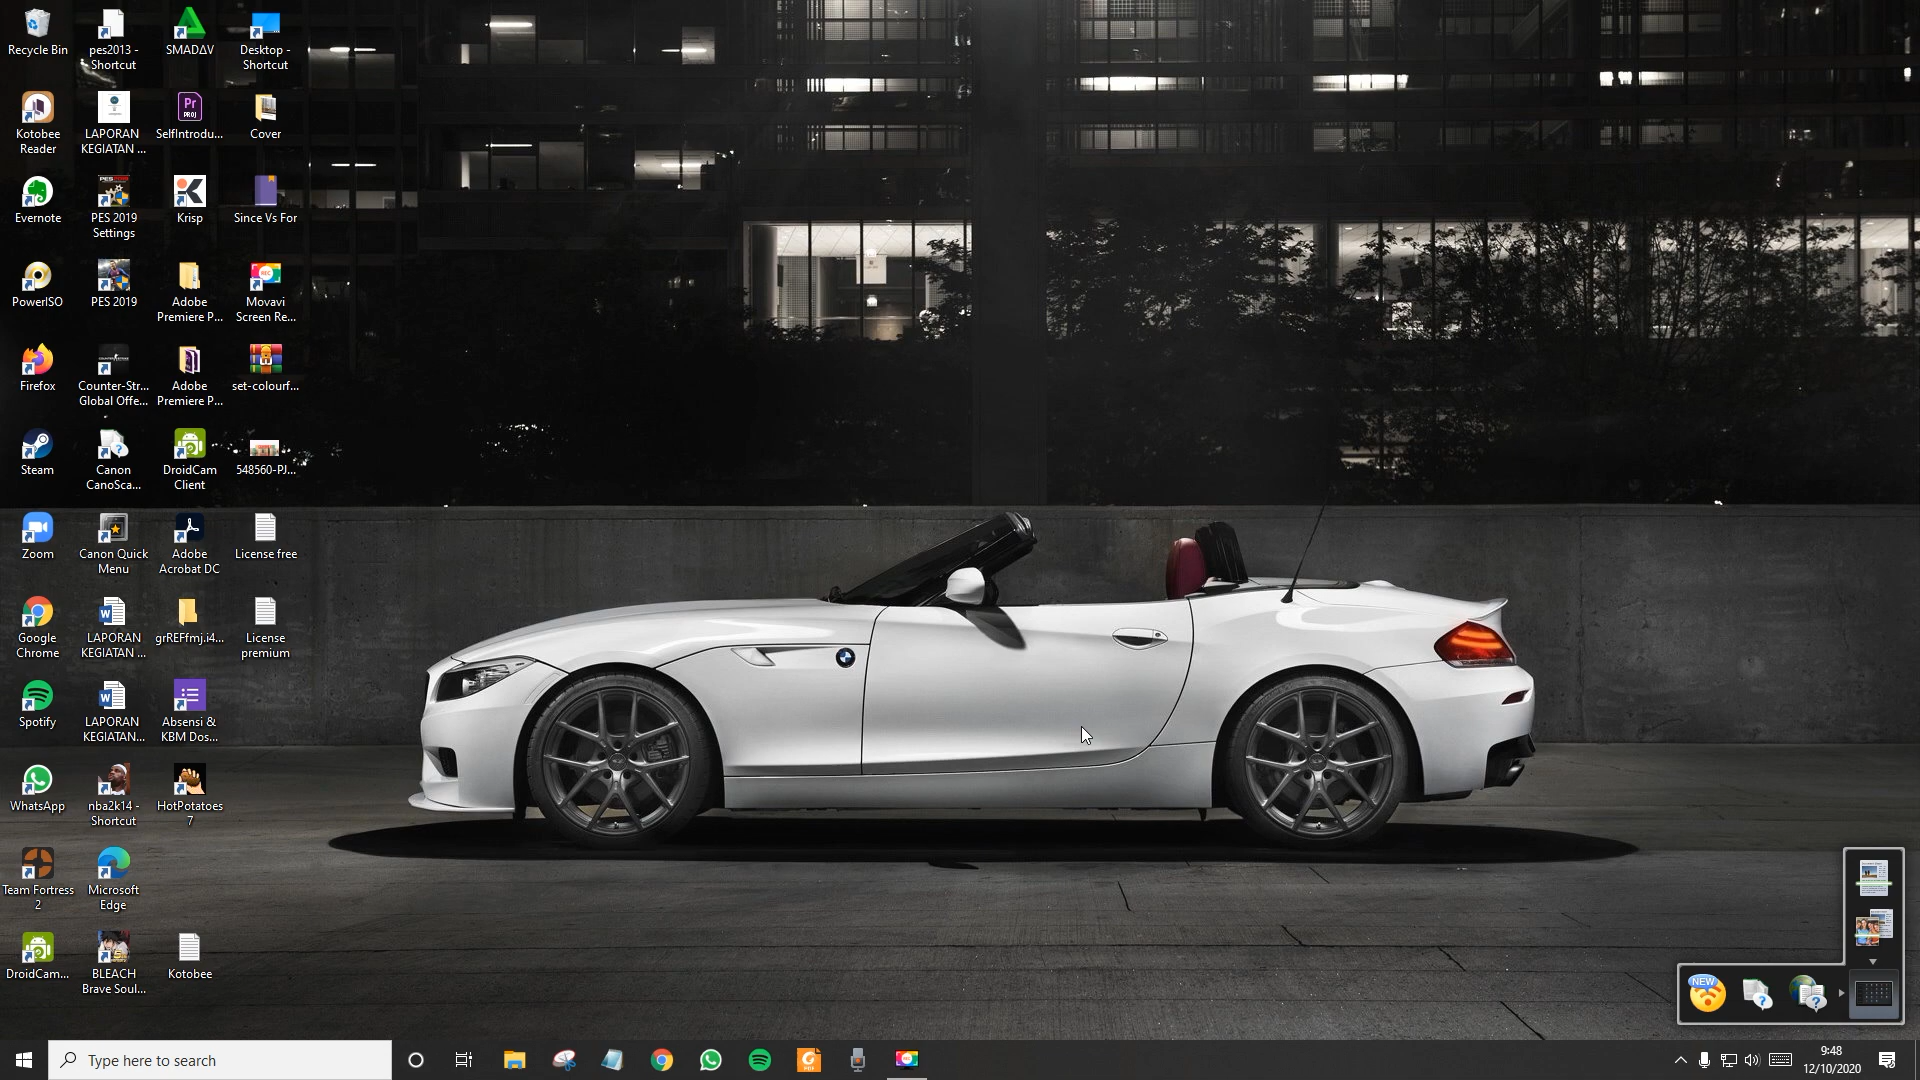 Recycle Bin
pes2013 -
Shortcut
SMADΔV
Desktop -
Shortcut
Kotobee
Reader
LAPORAN
KEGIATAN ...
SelfIntrodu...
Cover
Evernote
PES 2019
Settings
Krisp
Since Vs For
PowerISO
PES 2019
Adobe
Premiere P...
Movavi
Screen Re...
Firefox
Counter-Str...
Global Offe...
Adobe
Premiere P...
set-colourf...
Steam
Canon
CanoSca...
DroidCam
Client
548560-PJ...
Zoom
Canon Quick
Menu
Adobe
Acrobat DC
License free
Google
Chrome
LAPORAN
KEGIATAN ...
grREFfmj.i4...
License
premium
Spotify
LAPORAN
KEGIATAN...
Absensi &
KBM Dos...
WhatsApp
nba2k14 -
Shortcut
HotPotatoes
7
Team Fortress
2
Microsoft
Edge
DroidCam...
BLEACH
Brave Soul...
Kotobee
NEW
Type here to search
9:48
12/10/2020